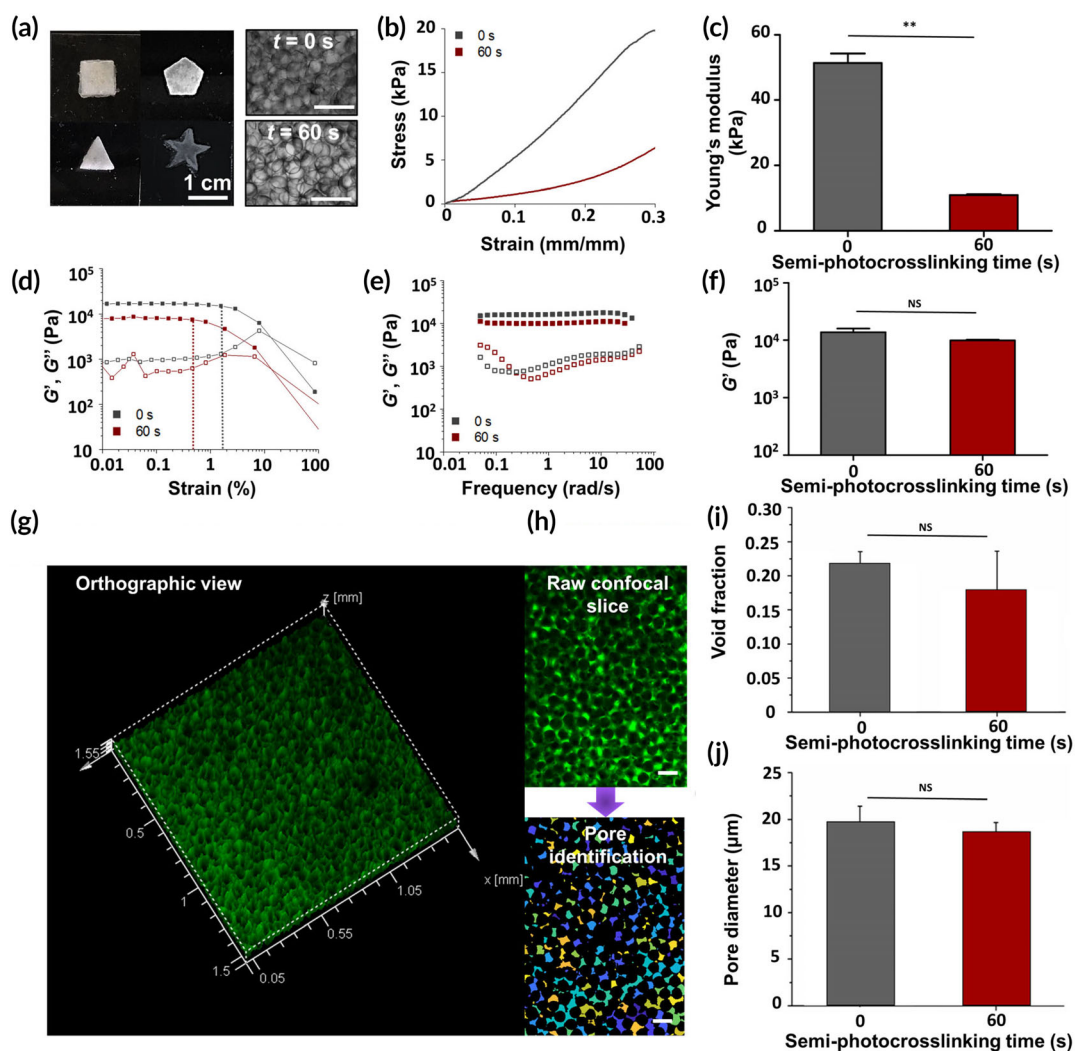 (a)
t = 0 s
t = 60 s
1 cm
(b)
Stress (kPa)
20
15
10
5
0
0
0.1
0.2
0.3
Strain (mm/mm)
0 s
60 s
(c)
Young's modulus
(kPa)
60
40
20
0
**
0
60
Semi-photocrosslinking time (s)
(d)
G', G'' (Pa)
10⁵
10⁴
10³
10²
10
0.01
0.1
1
10
100
Strain (%)
0 s
60 s
(e)
10⁵
10⁴
10³
10²
10
0.01
0.1
1
10
100
Frequency (rad/s)
0 s
60 s
(f)
G' (Pa)
10⁵
10⁴
10³
10²
NS
0
60
Semi-photocrosslinking time (s)
(g)
Orthographic view
z [mm]
1.55
0.5
1
1.5
0.05
0.55
1.05
x [mm]
(h)
Raw confocal
slice
Pore
identification
(i)
Void fraction
0.30
0.25
0.20
0.15
0.10
0.05
0
NS
0
60
Semi-photocrosslinking time (s)
(j)
Pore diameter (µm)
25
20
15
10
5
0
NS
0
60
Semi-photocrosslinking time (s)